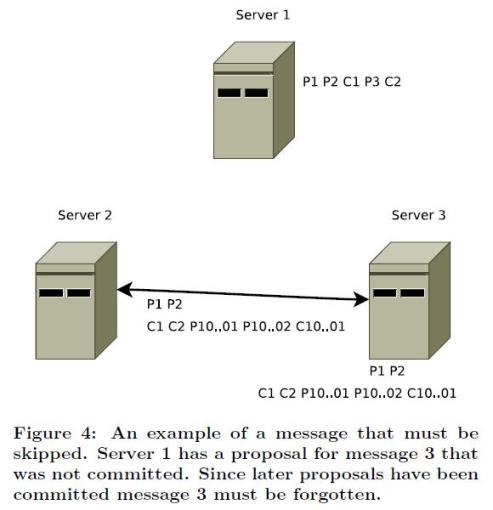 Server 1
P1 P2 C1 P3 C2
Server 2
Server 3
P1 P2
C1 C2 P10..01 P10..02 C10..01
P1 P2
C1 C2 P10..01 P10..02 C10..01
Figure 4: An example of a message that must be
skipped. Server 1 has a proposal for message 3 that
was not committed. Since later proposals have been
committed message 3 must be forgotten.